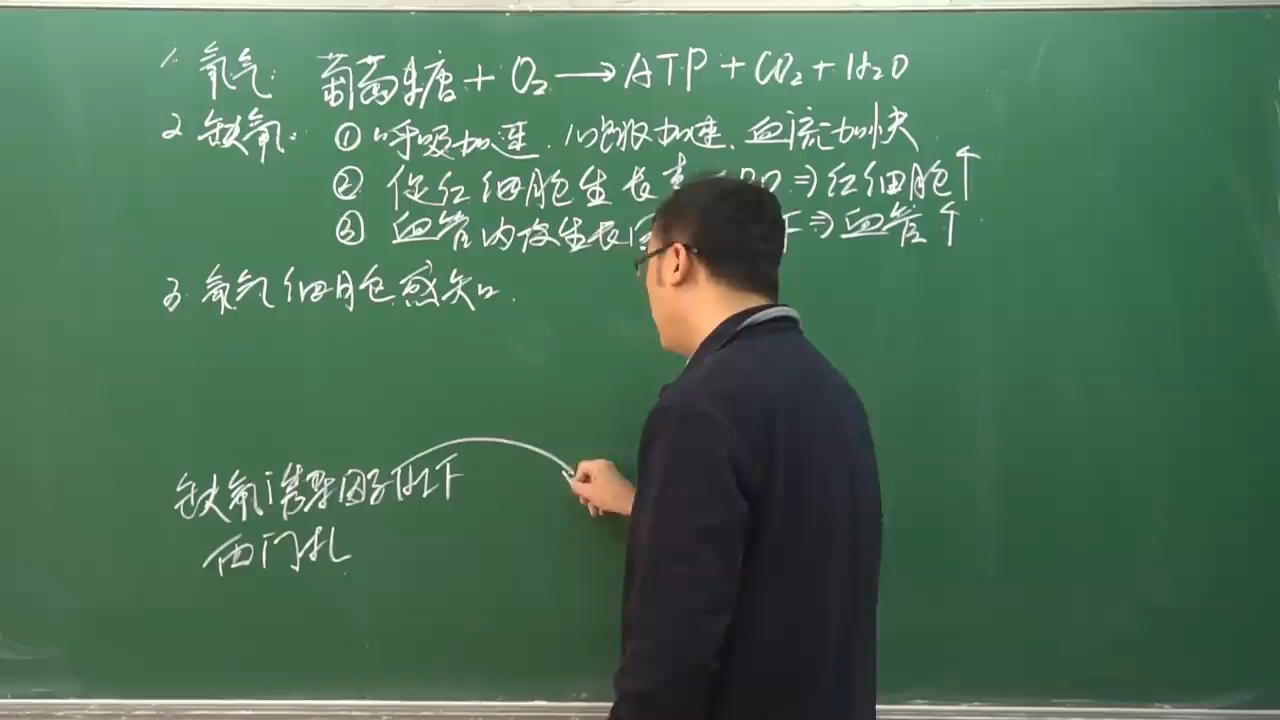 1. 氧气: 葡萄糖 + O₂ → ATP + CO₂ + H₂O
2. 缺氧: ① 呼吸加速. 心跳加速. 血流加快
② 促红细胞生长素 ⇒ 红细胞↑
③ 血管内皮生长因 F ⇒ 血管↑
3. 氧气细胞感知.
缺氧诱导因子HIF
西门扎